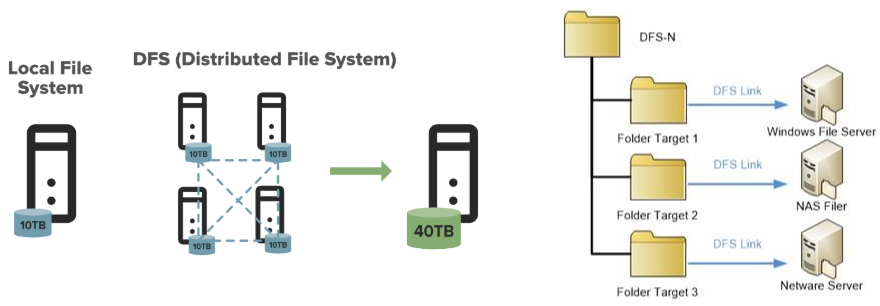 Local File
System
10TB
DFS (Distributed File System)
10TB
10TB
10TB
10TB
40TB
DFS-N
DFS Link
Folder Target 1
Windows File Server
DFS Link
Folder Target 2
NAS Filer
DFS Link
Folder Target 3
Netware Server